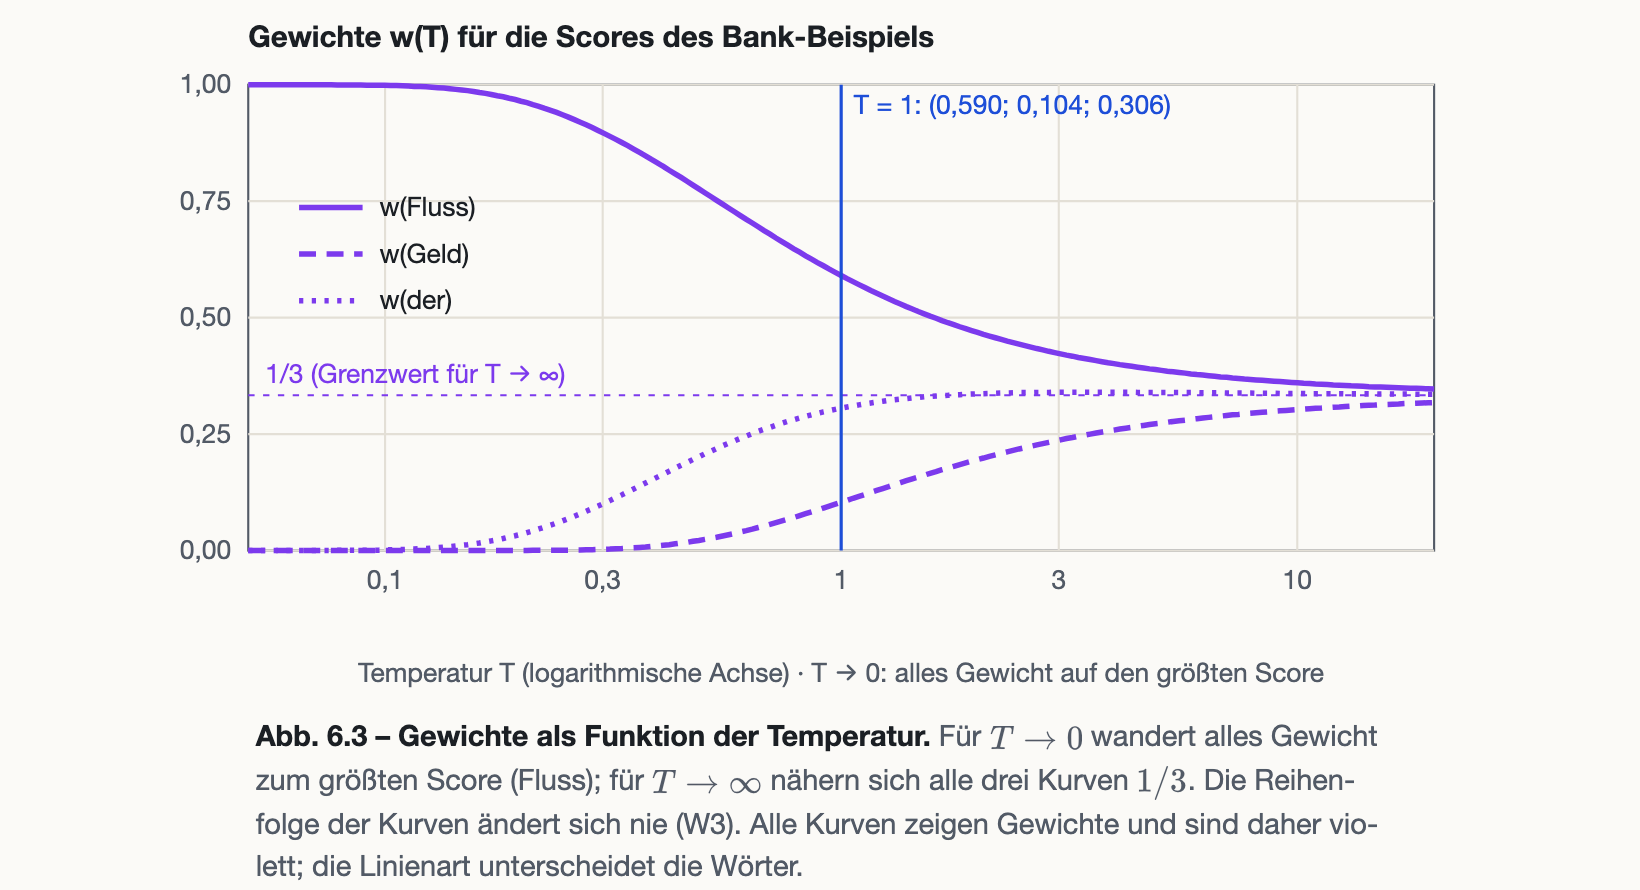 Gewichte w(T) für die Scores des Bank-Beispiels
1,00
T = 1: (0,590; 0,104; 0,306)
0,75
w(Fluss)
w(Geld)
w(der)
0,50
1/3 (Grenzwert für T → ∞)
0,25
0,00
0,1 0,3 1 3 10
Temperatur T (logarithmische Achse) · T → 0: alles Gewicht auf den größten Score
Abb. 6.3 – Gewichte als Funktion der Temperatur. Für T → 0 wandert alles Gewicht
zum größten Score (Fluss); für T → ∞ nähern sich alle drei Kurven 1/3. Die Reihen-
folge der Kurven ändert sich nie (W3). Alle Kurven zeigen Gewichte und sind daher vio-
lett; die Linienart unterscheidet die Wörter.